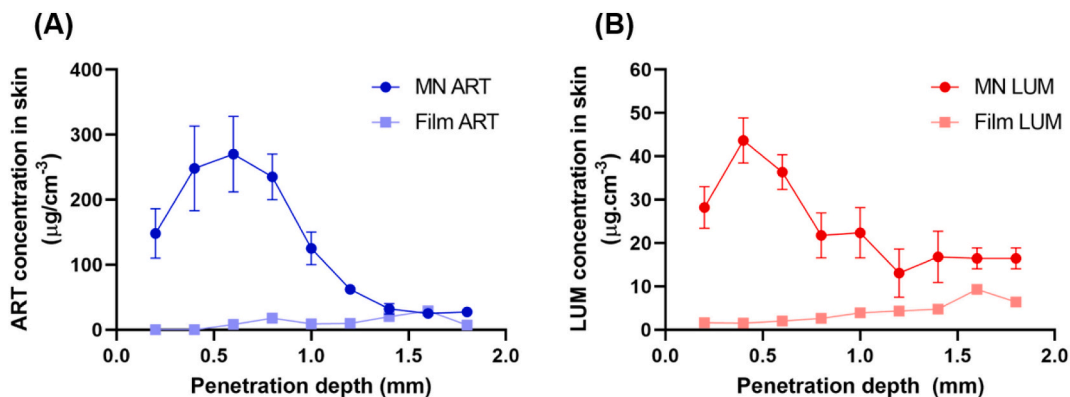 (A)
ART concentration in skin
(µg/cm⁻³)
400
300
200
100
0
0.0 0.5 1.0 1.5 2.0
Penetration depth (mm)
MN ART
Film ART
(B)
LUM concentration in skin
(µg.cm⁻³)
60
50
40
30
20
10
0
0.0 0.5 1.0 1.5 2.0
Penetration depth (mm)
MN LUM
Film LUM